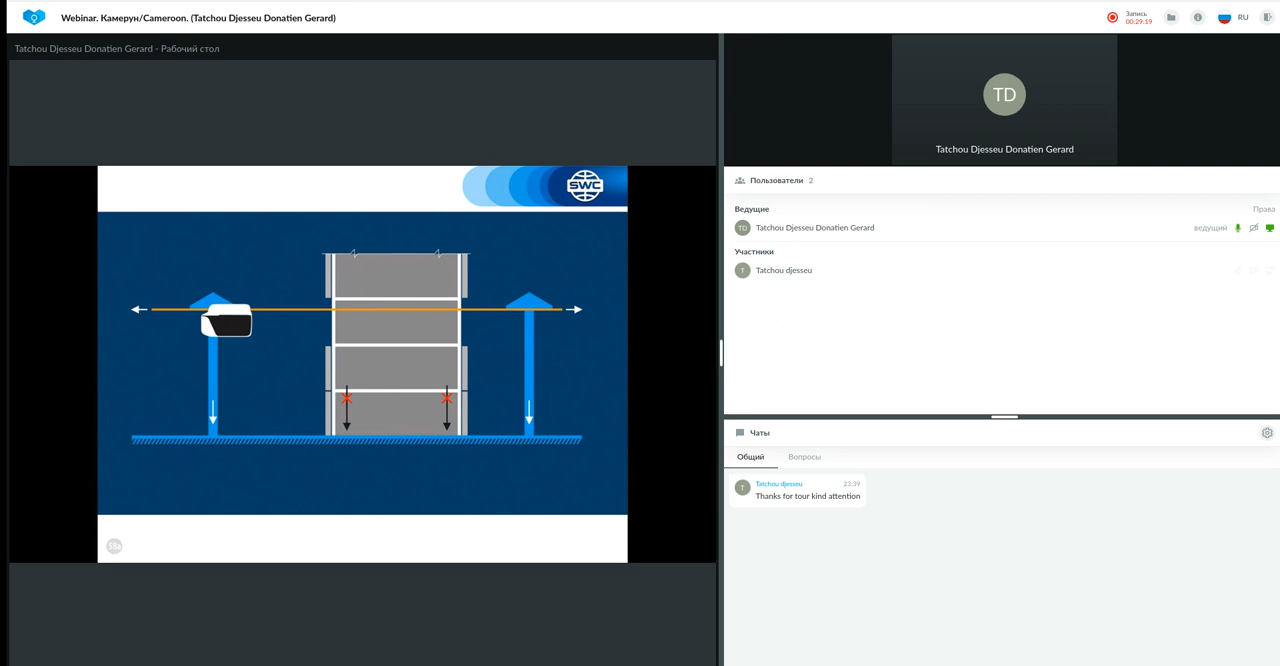 Webinar. Камерун/Cameroon. (Tatchou Djesseu Donatien Gerard)
Запись
00:29:19
RU
Tatchou Djesseu Donatien Gerard - Рабочий стол
TD
Tatchou Djesseu Donatien Gerard
Пользователи 2
Ведущие
Права
TD
Tatchou Djesseu Donatien Gerard
ведущий
Участники
T
Tatchou djesseu
SWC
58a
Чаты
Общий
Вопросы
T
Tatchou djesseu
23:39
Thanks for tour kind attention